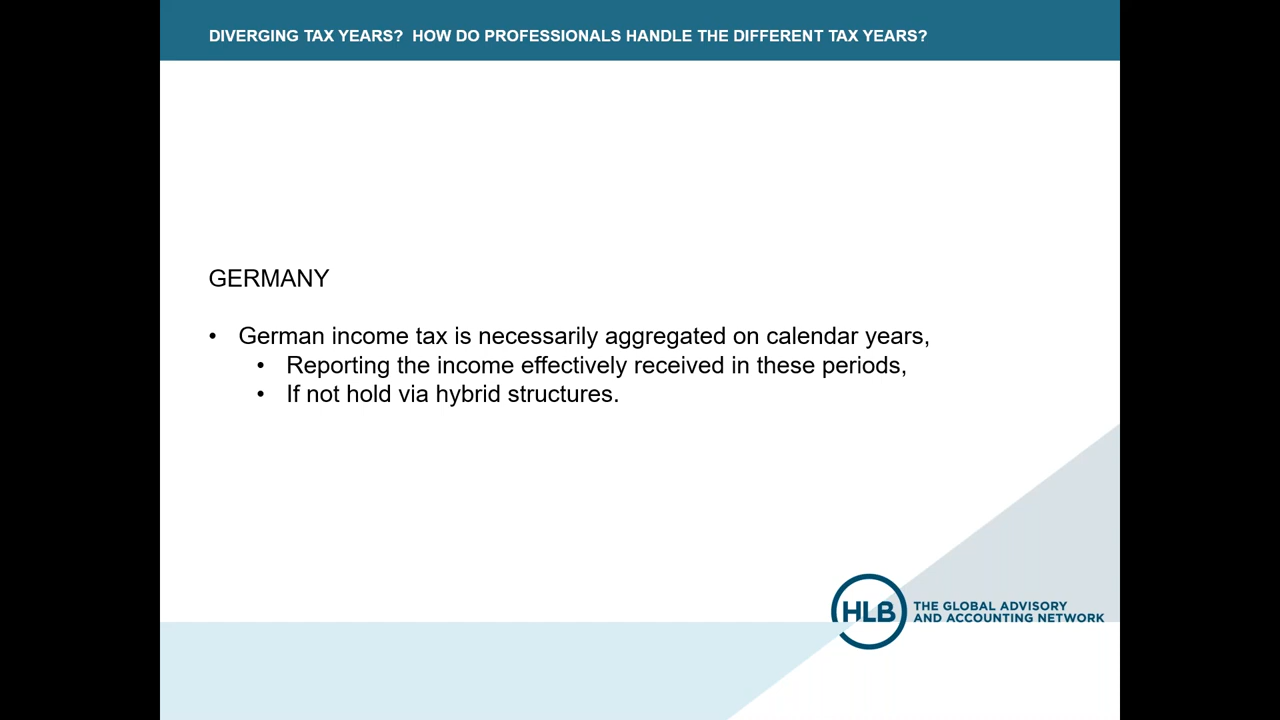 DIVERGING TAX YEARS?  HOW DO PROFESSIONALS HANDLE THE DIFFERENT TAX YEARS?
GERMANY
• German income tax is necessarily aggregated on calendar years,
• Reporting the income effectively received in these periods,
• If not hold via hybrid structures.
HLB
THE GLOBAL ADVISORY
AND ACCOUNTING NETWORK